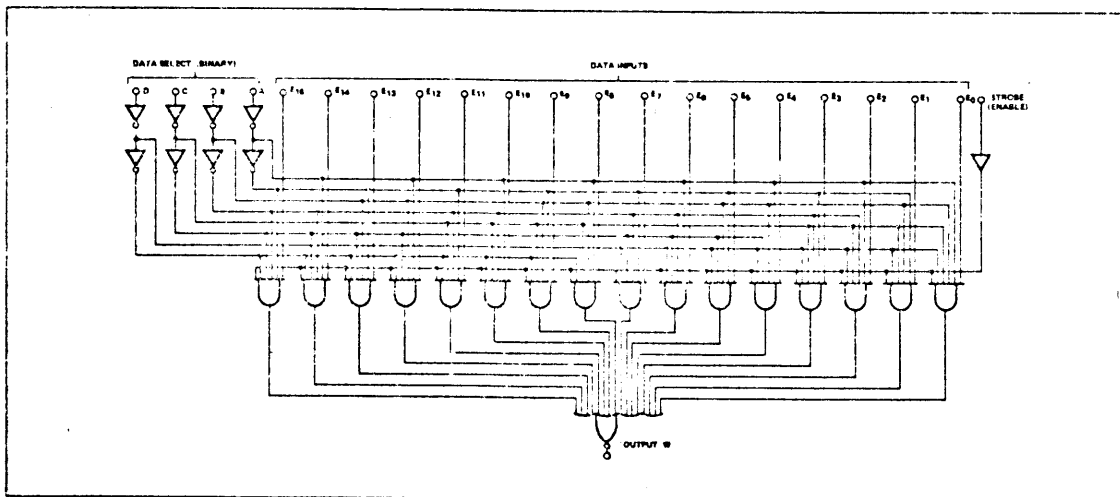 DATA SELECT (BINARY)
DATA INPUTS
D C B A E15 E14 E13 E12 E11 E10 E9 E8 E7 E6 E5 E4 E3 E2 E1 E0 STROBE
(ENABLE)
OUTPUT W